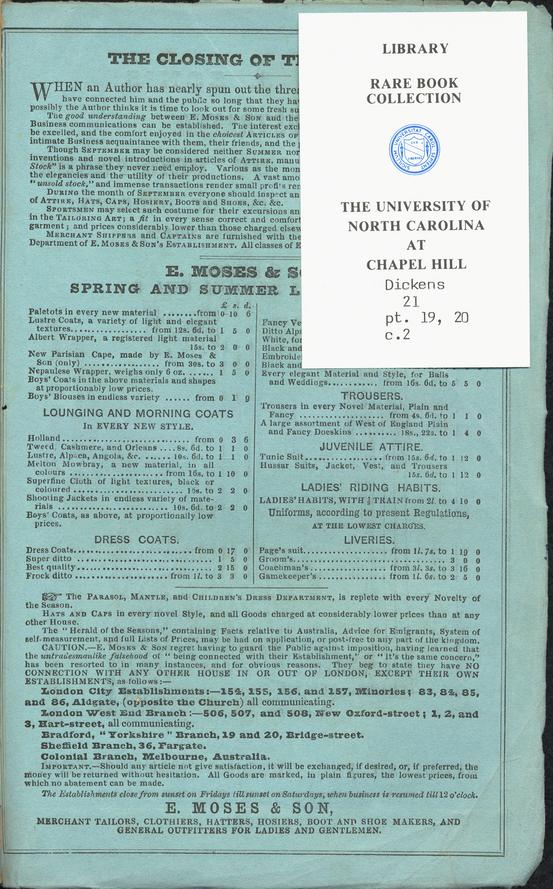 THE CLOSING OF T
WHEN an Author has nearly spun out the thre
have connected him and the public so long that they ha
possibly the Author thinks it is time to look out for some fresh su
The good understanding between E. MOSES & SON and the
Business communications can be established. The interest exc
be excelled, and the comfort enjoyed in the choicest ARTICLES O
intimate Business acquaintance with them, their friends, and the p
Though SEPTEMBER may be considered neither SUMMER nor
inventions and novel introductions in articles of ATTIRE, manu
Stock" is a phrase they never need employ. Various as the mo
the elegancies and the utility of their productions. A vast amo
"unsold stock," and immense transactions render small profits re
DURING the month of SEPTEMBER everyone should inspect an
of ATTIRE, HATS, CAPS, HOSIERY, BOOTS and SHOES, &c. &c.
SPORTSMEN may select such costume for their excursions an
in the TAILORING ART; a fit in every sense correct and comfort
garment; and prices considerably lower than those charged elsew
MERCHANT SHIPPERS and CAPTAINS are furnished with the
Department of E. MOSES & SON'S ESTABLISHMENT. All classes of E
E. MOSES & S
SPRING AND SUMMER L
£ s. d.
Paletots in every new material ........from 0 10 6
Lustre Coats, a variety of light and elegant
textures............... from 12s. 6d. to 1 5 0
Albert Wrapper, a registered light material
15s. to 2 0 0
New Parisian Cape, made by E. Moses &
Son (only) ................ from 30s. to 3 0 0
Nepaulese Wrapper, weighs only 6 oz....... 1 5 0
Boys' Coats in the above materials and shapes
at proportionably low prices.
Boys' Blouses in endless variety ...... from 0 1 9
LOUNGING AND MORNING COATS
In EVERY NEW STYLE.
Holland .............................. from 0 3 6
Tweed, Cashmere, and Orleans .... 8s. 6d. to 1 1 0
Lustre, Alpaca, Angola, &c....... 10s. 6d. to 1 1 0
Melton Mowbray, a new material, in all
colours .................. from 16s. to 1 10 0
Superfine Cloth of light textures, black or
coloured .................... 19s. to 2 2 0
Shooting Jackets in endless variety of mate-
rials .................... 10s. 6d. to 2 2 0
Boys' Coats, as above, at proportionally low
prices.
DRESS COATS.
Dress Coats............................ from 0 17 0
Super ditto ................................ 1 5 0
Best quality................................ 2 15 0
Frock ditto .................. from 1l. to 3 3 0
Fancy Ve
Ditto Alp
White, fo
Black and
Embroide
Black and
Every elegant Material and Style, for Balls
and Weddings........... from 16s. 6d. to 5 5 0
TROUSERS.
Trousers in every Novel Material, Plain and
Fancy .................. from 4s. 6d. to 1 1 0
A large assortment of West of England Plain
and Fancy Doeskins .... 18s., 22s. to 1 4 0
JUVENILE ATTIRE.
Tunic Suit.............. from 15s. 6d. to 1 12 0
Hussar Suits, Jacket, Vest, and Trousers
15s. 6d. to 1 12 0
LADIES' RIDING HABITS.
LADIES' HABITS, WITH TRAIN from 2l. to 4 10 0
Uniforms, according to present Regulations,
AT THE LOWEST CHARGES.
LIVERIES.
Page's suit................ from 1l. 7s. to 1 10 0
Groom's.................................... 3 0 0
Coachman's................ from 3l. 3s. to 3 16 0
Gamekeeper's.............. from 1l. 6s. to 2 5 0
The PARASOL, MANTLE, and CHILDREN'S DRESS DEPARTMENT, is replete with every Novelty of
the Season.
HATS AND CAPS in every novel Style, and all Goods charged at considerably lower prices than at any
other House.
The "Herald of the Seasons," containing Facts relative to Australia, Advice for Emigrants, System of
self-measurement, and full Lists of Prices, may be had on application, or post-free to any part of the kingdom.
CAUTION.—E. MOSES & SON regret having to guard the Public against imposition, having learned that
the untradesmanlike falsehood of "being connected with their Establishment," or "it's the same concern,"
has been resorted to in many instances, and for obvious reasons. They beg to state they have NO
CONNECTION WITH ANY OTHER HOUSE IN OR OUT OF LONDON, EXCEPT THEIR OWN
ESTABLISHMENTS, as follows:—
London City Establishments:—154, 155, 156, and 157, Minories; 83, 84, 85,
and 86, Aldgate, (opposite the Church) all communicating.
London West End Branch:—506, 507, and 508, New Oxford-street; 1, 2, and
3, Hart-street, all communicating.
Bradford, "Yorkshire" Branch, 19 and 20, Bridge-street.
Sheffield Branch, 36, Fargate.
Colonial Branch, Melbourne, Australia.
IMPORTANT.—Should any article not give satisfaction, it will be exchanged, if desired, or, if preferred, the
money will be returned without hesitation. All Goods are marked, in plain figures, the lowest prices, from
which no abatement can be made.
The Establishments close from sunset on Fridays till sunset on Saturdays, when business is resumed till 12 o'clock.
E. MOSES & SON,
MERCHANT TAILORS, CLOTHIERS, HATTERS, HOSIERS, BOOT AND SHOE MAKERS, AND
GENERAL OUTFITTERS FOR LADIES AND GENTLEMEN.
LIBRARY
RARE BOOK
COLLECTION
THE UNIVERSITY OF
NORTH CAROLINA
AT
CHAPEL HILL
Dickens
21
pt. 19, 20
c.2